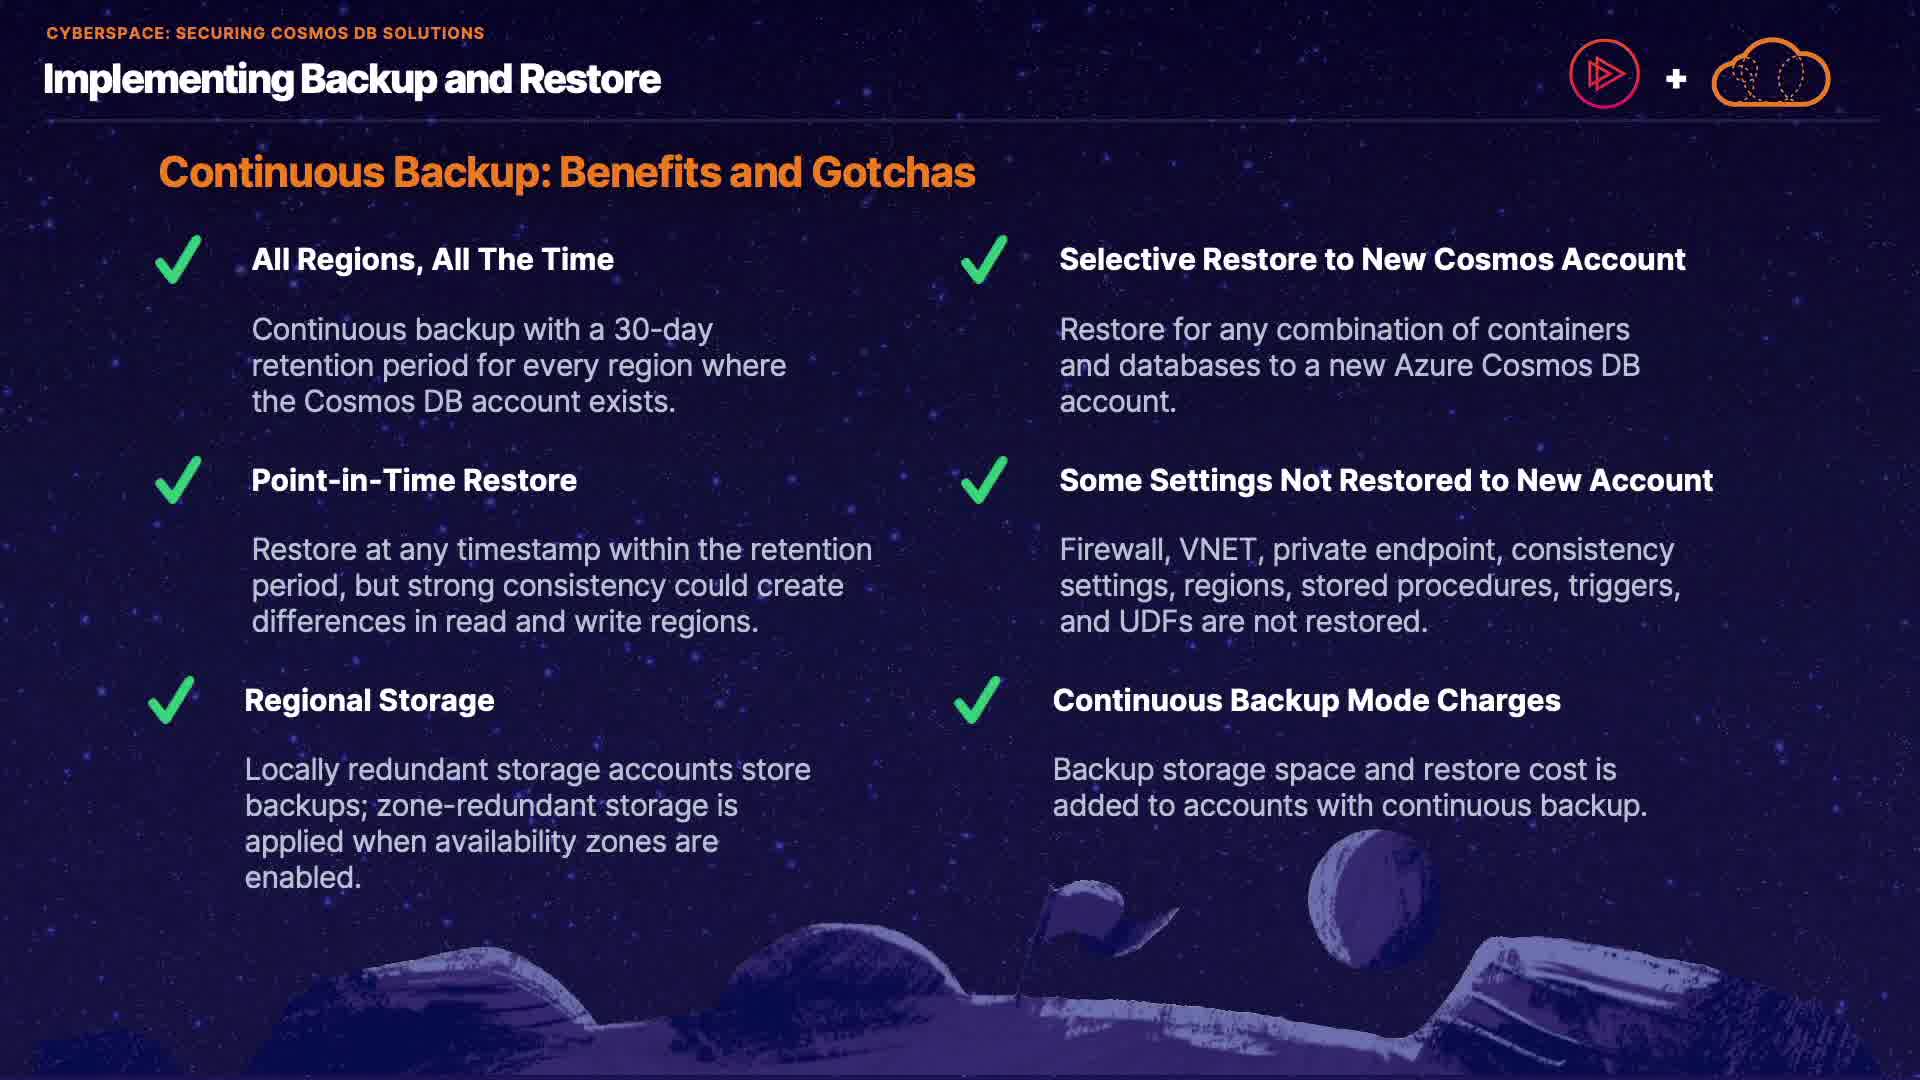 CYBERSPACE: SECURING COSMOS DB SOLUTIONS
Implementing Backup and Restore
+
Continuous Backup: Benefits and Gotchas
All Regions, All The Time
Continuous backup with a 30-day
retention period for every region where
the Cosmos DB account exists.
Point-in-Time Restore
Restore at any timestamp within the retention
period, but strong consistency could create
differences in read and write regions.
Regional Storage
Locally redundant storage accounts store
backups; zone-redundant storage is
applied when availability zones are
enabled.
Selective Restore to New Cosmos Account
Restore for any combination of containers
and databases to a new Azure Cosmos DB
account.
Some Settings Not Restored to New Account
Firewall, VNET, private endpoint, consistency
settings, regions, stored procedures, triggers,
and UDFs are not restored.
Continuous Backup Mode Charges
Backup storage space and restore cost is
added to accounts with continuous backup.